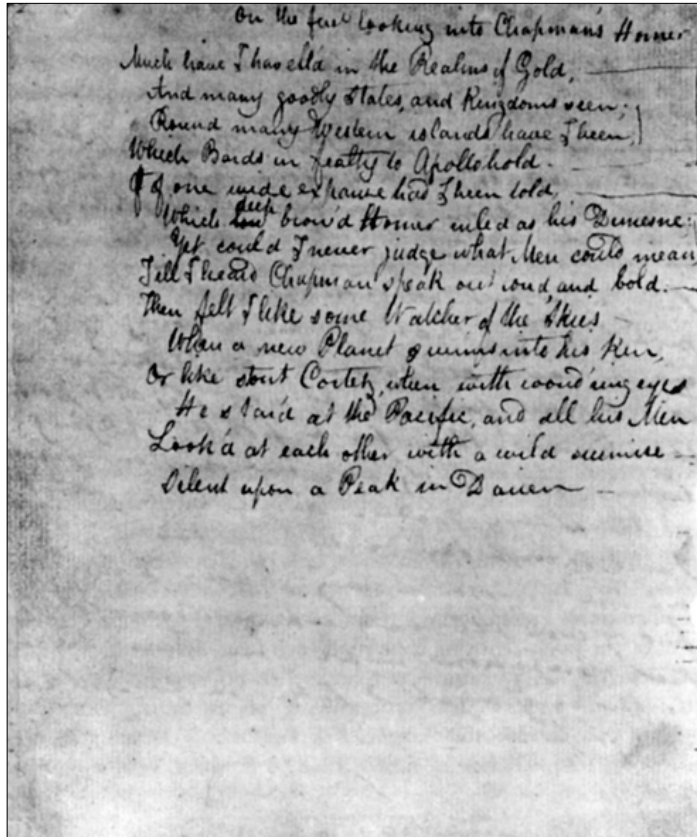 On the first looking into Chapman's Homer
Much have I travell'd in the Realms of Gold,
And many goodly States, and Kingdoms seen;
Round many Western islands have I been,
Which Bards in fealty to Apollo hold.
Of one wide expanse had I been told,
Which low deep brow'd Homer ruled as his Demesne:
Yet could I never judge what Men could mean,
Till I heard Chapman speak out loud, and bold.
Then felt I like some Watcher of the Skies
When a new Planet swims into his Ken,
Or like stout Cortez, when with wond'ring eyes
He star'd at the Pacific, and all his Men
Look'd at each other with a wild surmise
Silent upon a Peak in Darien